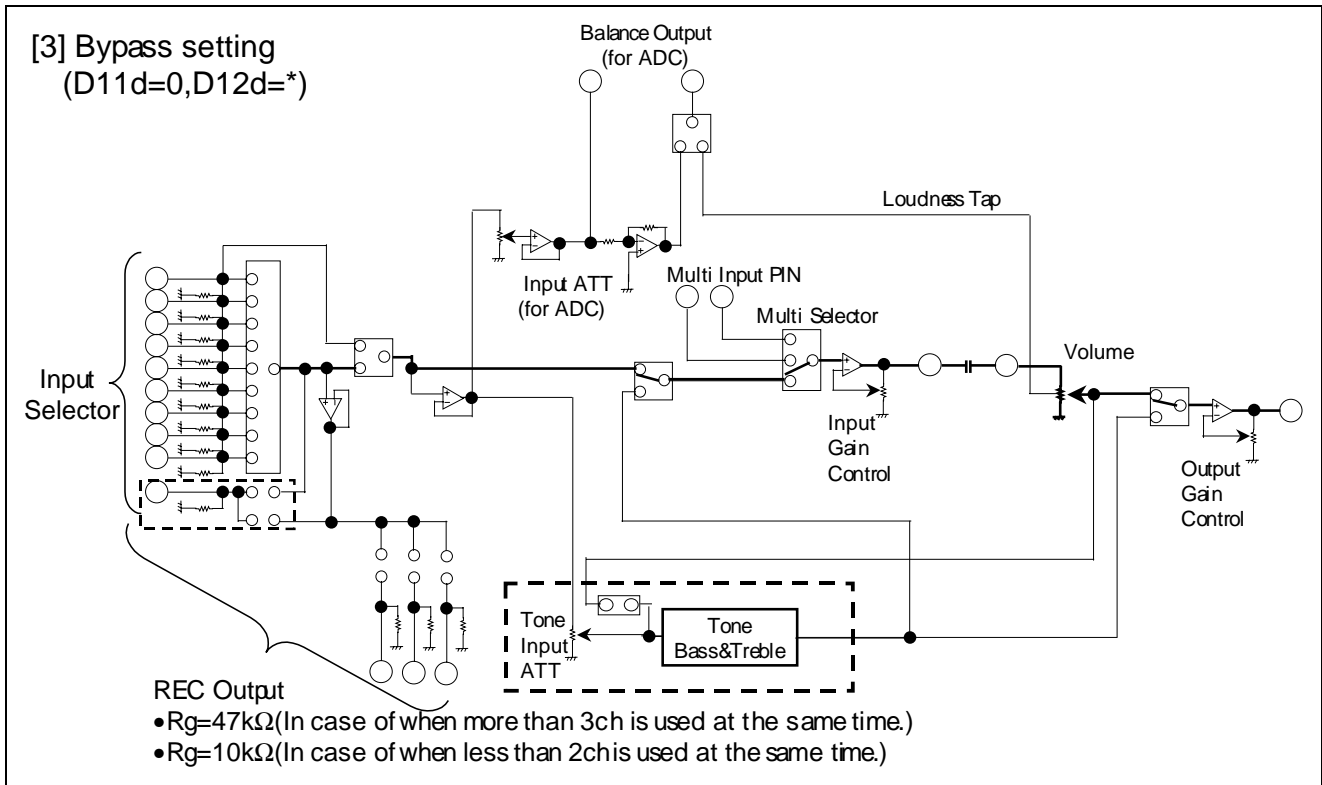 [3] Bypass setting
(D11d=0,D12d=*)
Balance Output
(for ADC)
Loudness Tap
Input ATT
(for ADC)
Multi Input PIN
Multi Selector
Volume
Input
Selector
Input
Gain
Control
Output
Gain
Control
Tone
Input
ATT
Tone
Bass&Treble
REC Output
•Rg=47kΩ(In case of when more than 3ch is used at the same time.)
•Rg=10kΩ(In case of when less than 2ch is used at the same time.)